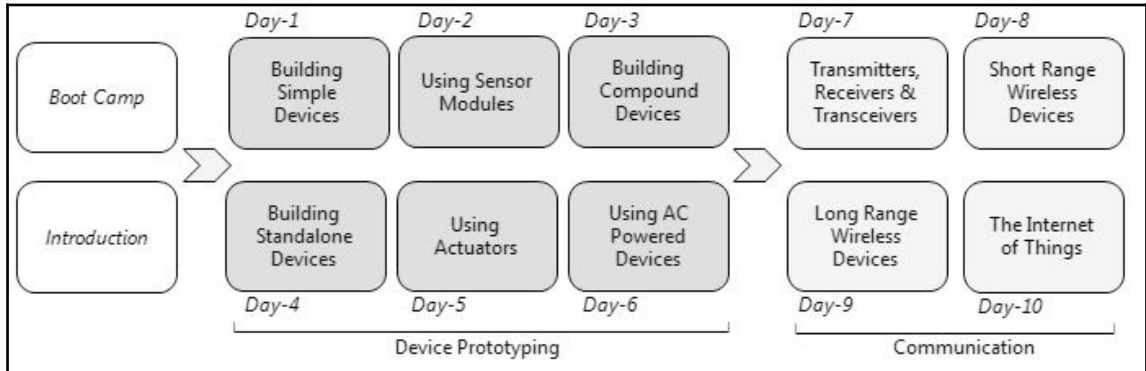 Boot Camp
Introduction
Day-1
Building
Simple
Devices
Day-2
Using Sensor
Modules
Day-3
Building
Compound
Devices
Building
Standalone
Devices
Day-4
Using
Actuators
Day-5
Using AC
Powered
Devices
Day-6
Device Prototyping
Day-7
Transmitters,
Receivers &
Transceivers
Day-8
Short Range
Wireless
Devices
Long Range
Wireless
Devices
Day-9
The Internet
of Things
Day-10
Communication